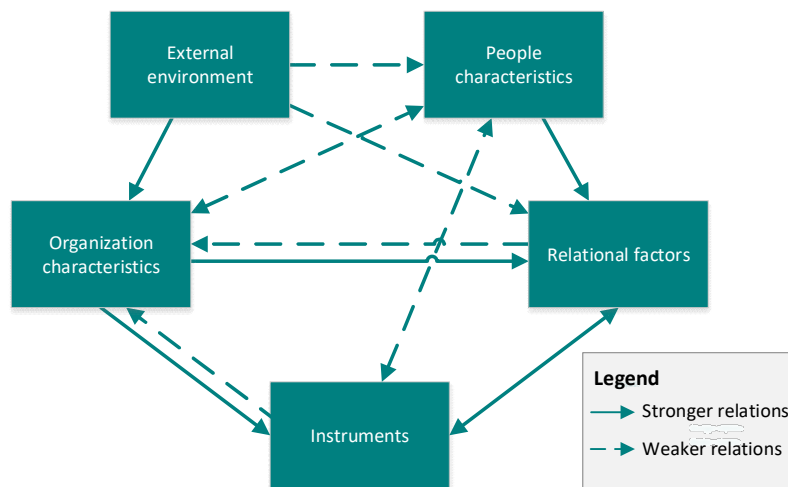 External
environment
People
characteristics
Organization
characteristics
Relational factors
Instruments
Legend
Stronger relations
Weaker relations